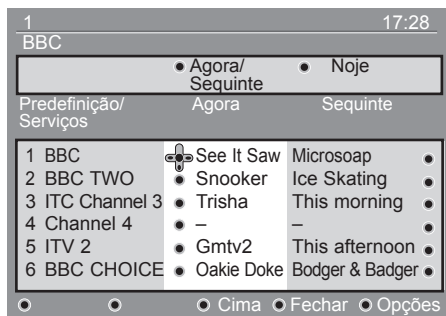 1 17:28
BBC
Agora/ Noje
Sequinte
Predefinição/ Agora Sequinte
Serviços
1 BBC See It Saw Microsoap
2 BBC TWO Snooker Ice Skating
3 ITC Channel 3 Trisha This morning
4 Channel 4 – –
5 ITV 2 Gmtv2 This afternoon
6 BBC CHOICE Oakie Doke Bodger & Badger
Cima Fechar Opções